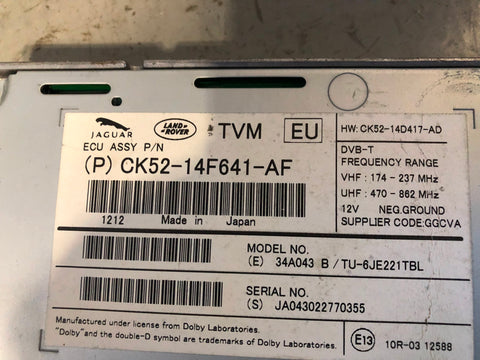 JAGUAR
LAND ROVER
TVM
EU
ECU ASSY P/N
(P) CK52-14F641-AF
1212 Made in Japan
HW: CK52-14D417-AD
DVB-T
FREQUENCY RANGE
VHF : 174 - 237 MHz
UHF : 470 - 862 MHz
12V NEG.GROUND
SUPPLIER CODE:GGCVA
MODEL NO.
(E) 34A043 B / TU-6JE221TBL
SERIAL NO.
(S) JA043022770355
Manufactured under license from Dolby Laboratories.
"Dolby" and the double-D symbol are trademarks of Dolby Laboratories.
E13
10R-03 12588